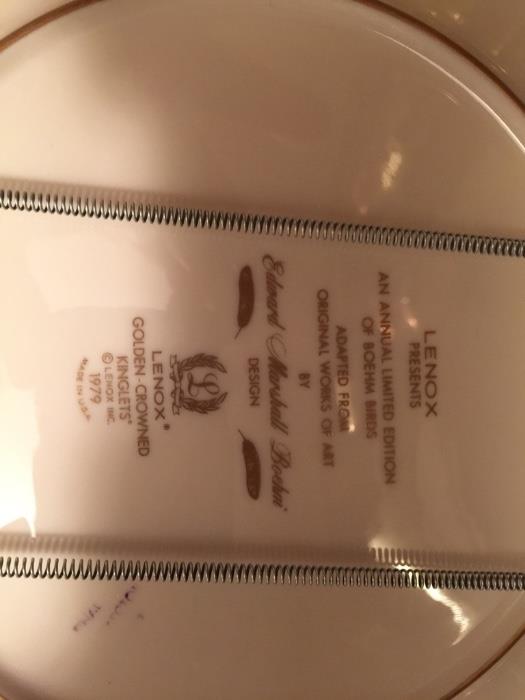 LENOX
PRESENTS
AN ANNUAL LIMITED EDITION
OF BOEHM BIRDS
ADAPTED FROM
ORIGINAL WORKS OF ART
BY
Edward Marshall Boehm
DESIGN
L
LENOX®
GOLDEN-CROWNED
KINGLETS
© LENOX INC.
1979
MADE IN U.S.A.